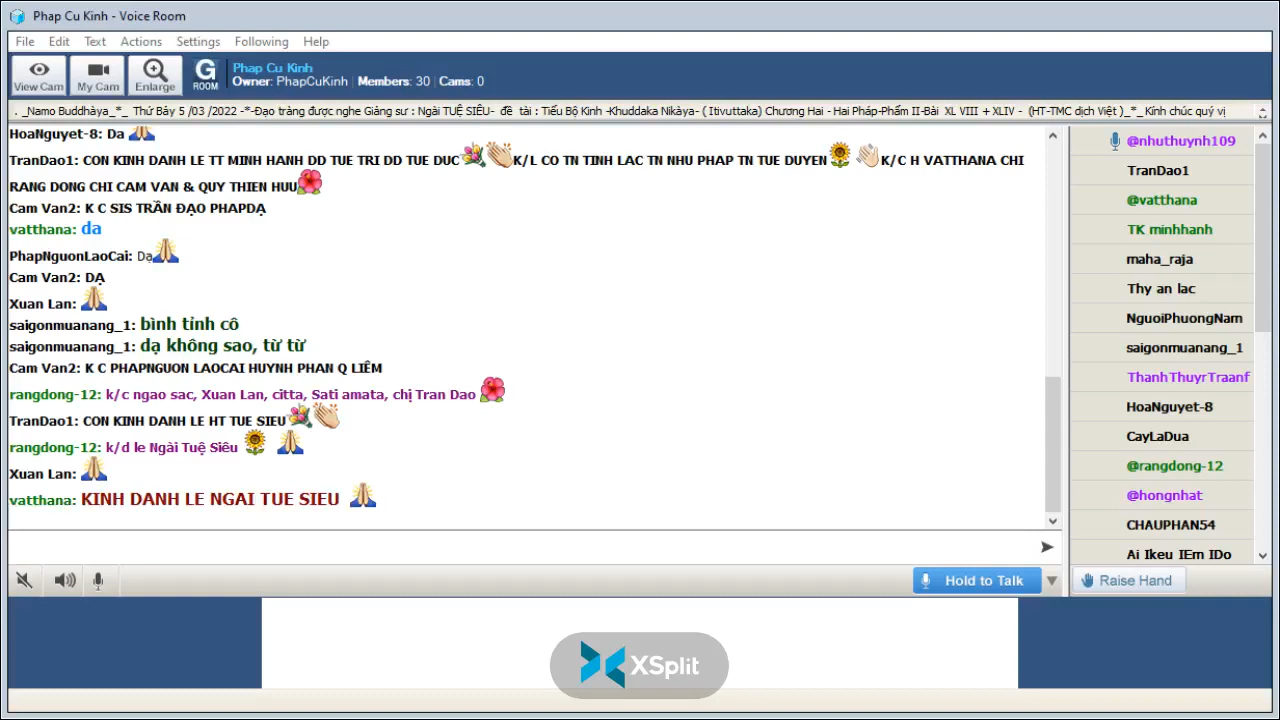 Phap Cu Kinh - Voice Room
File Edit Text Actions Settings Following Help
View Cam My Cam Enlarge G ROOM
Phap Cu Kinh
Owner: PhapCuKinh | Members: 30 | Cams: 0
. _Namo Buddhàya_*_ Thứ Bảy 5 /03 /2022 -*-Đạo tràng được nghe Giảng sư : Ngài TUỆ SIÊU- đề tài : Tiểu Bộ Kinh -Khuddaka Nikàya- ( Itivuttaka) Chương Hai - Hai Pháp-Phẩm II-Bài XL VIII + XLIV - (HT-TMC dịch Việt )_*_ Kính chúc quý vị
HoaNguyet-8: Da 🙏
TranDao1: CON KINH DANH LE TT MINH HANH DD TUE TRI DD TUE DUC💐👏K/L CO TN TINH LAC TN NHU PHAP TN TUE DUYEN🌻👏K/C H VATTHANA CHI
RANG DONG CHI CAM VAN & QUY THIEN HUU🌺
Cam Van2: K C SIS TRẦN ĐẠO PHAPDẠ
vatthana: da
PhapNguonLaoCai: Dạ🙏
Cam Van2: DẠ
Xuan Lan: 🙏
saigonmuanang_1: bình tỉnh cô
saigonmuanang_1: dạ không sao, từ từ
Cam Van2: K C PHAPNGUON LAOCAI HUYNH PHAN Q LIÊM
rangdong-12: k/c ngao sac, Xuan Lan, citta, Sati amata, chị Tran Dao 🌺
TranDao1: CON KINH DANH LE HT TUE SIEU💐👏
rangdong-12: k/d le Ngài Tuệ Siêu 🌻 🙏
Xuan Lan: 🙏
vatthana: KINH DANH LE NGAI TUE SIEU 🙏
@nhuthuynh109
TranDao1
@vatthana
TK minhhanh
maha_raja
Thy an lac
NguoiPhuongNam
saigonmuanang_1
ThanhThuyrTraanf
HoaNguyet-8
CayLaDua
@rangdong-12
@hongnhat
CHAUPHAN54
Ai Ikeu IEm IDo
Hold to Talk
Raise Hand
XSplit